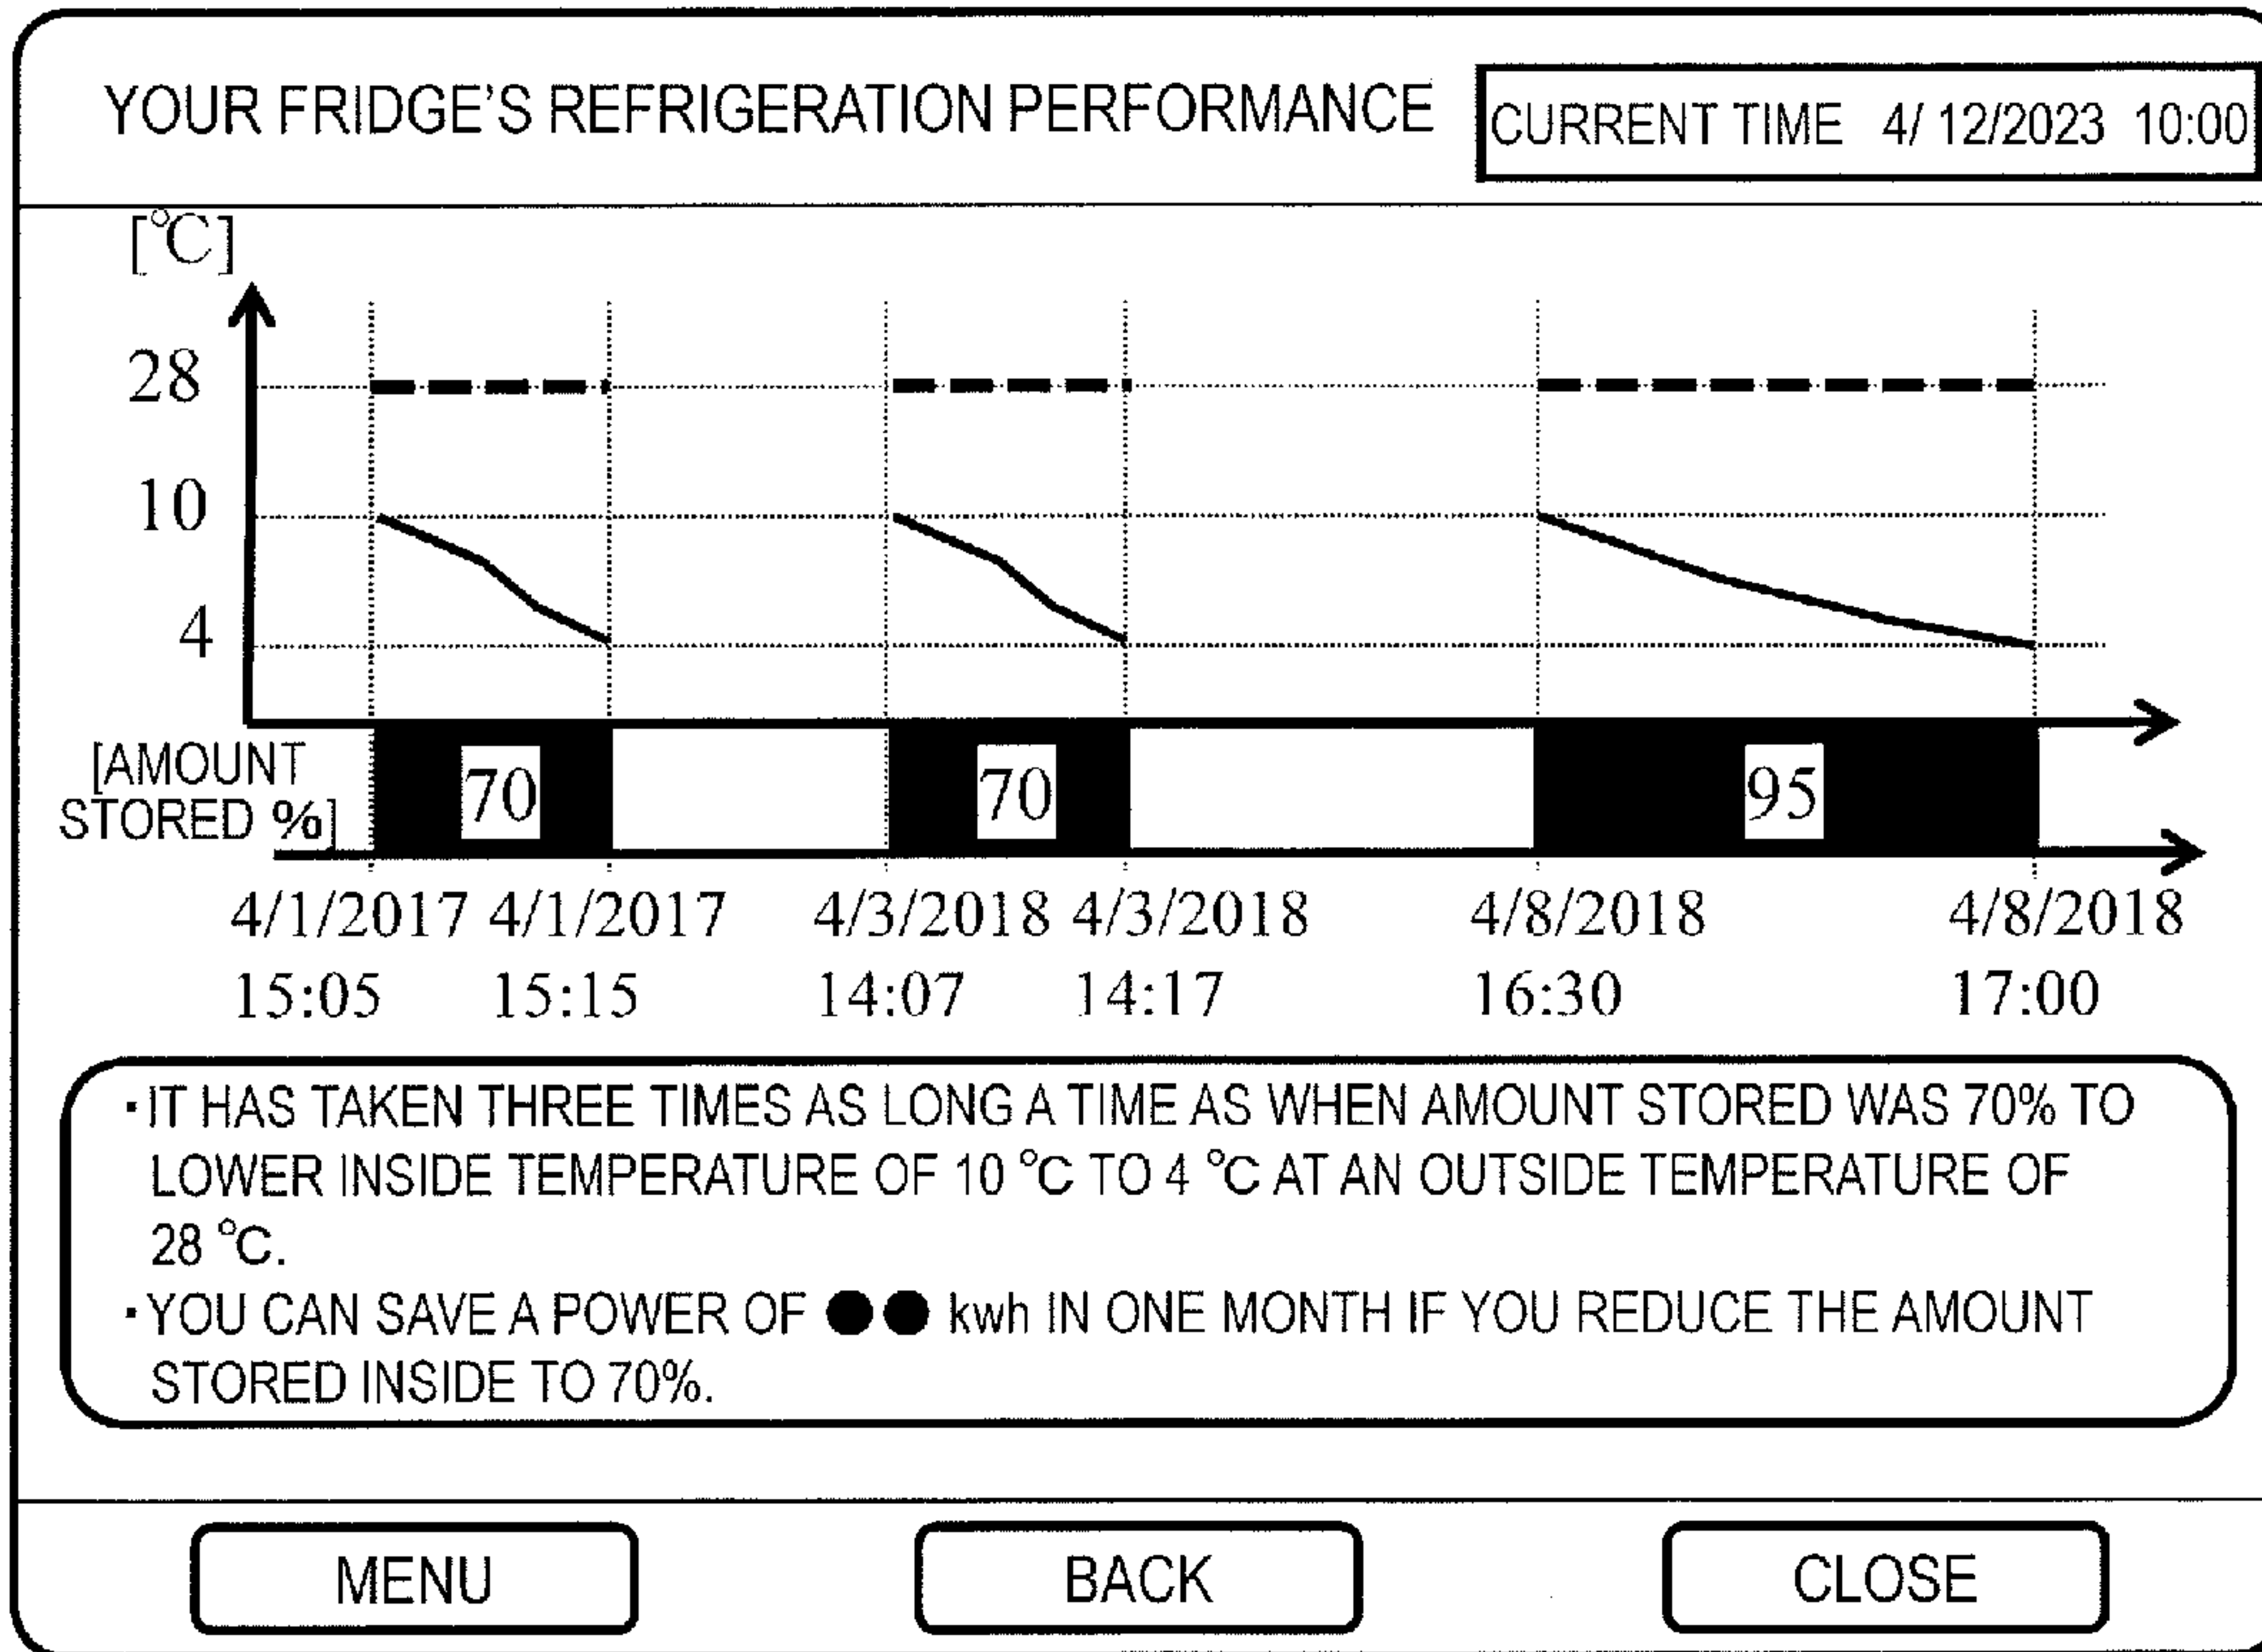 YOUR FRIDGE'S REFRIGERATION PERFORMANCE
CURRENT TIME 4/ 12/2023 10:00
[℃]
28
10
4
[AMOUNT
STORED %]
70 70 95
4/1/2017 4/1/2017 4/3/2018 4/3/2018 4/8/2018 4/8/2018
15:05 15:15 14:07 14:17 16:30 17:00
・IT HAS TAKEN THREE TIMES AS LONG A TIME AS WHEN AMOUNT STORED WAS 70% TO
LOWER INSIDE TEMPERATURE OF 10 ℃ TO 4 ℃ AT AN OUTSIDE TEMPERATURE OF
28 ℃.
・YOU CAN SAVE A POWER OF ●● kwh IN ONE MONTH IF YOU REDUCE THE AMOUNT
STORED INSIDE TO 70%.
MENU BACK CLOSE